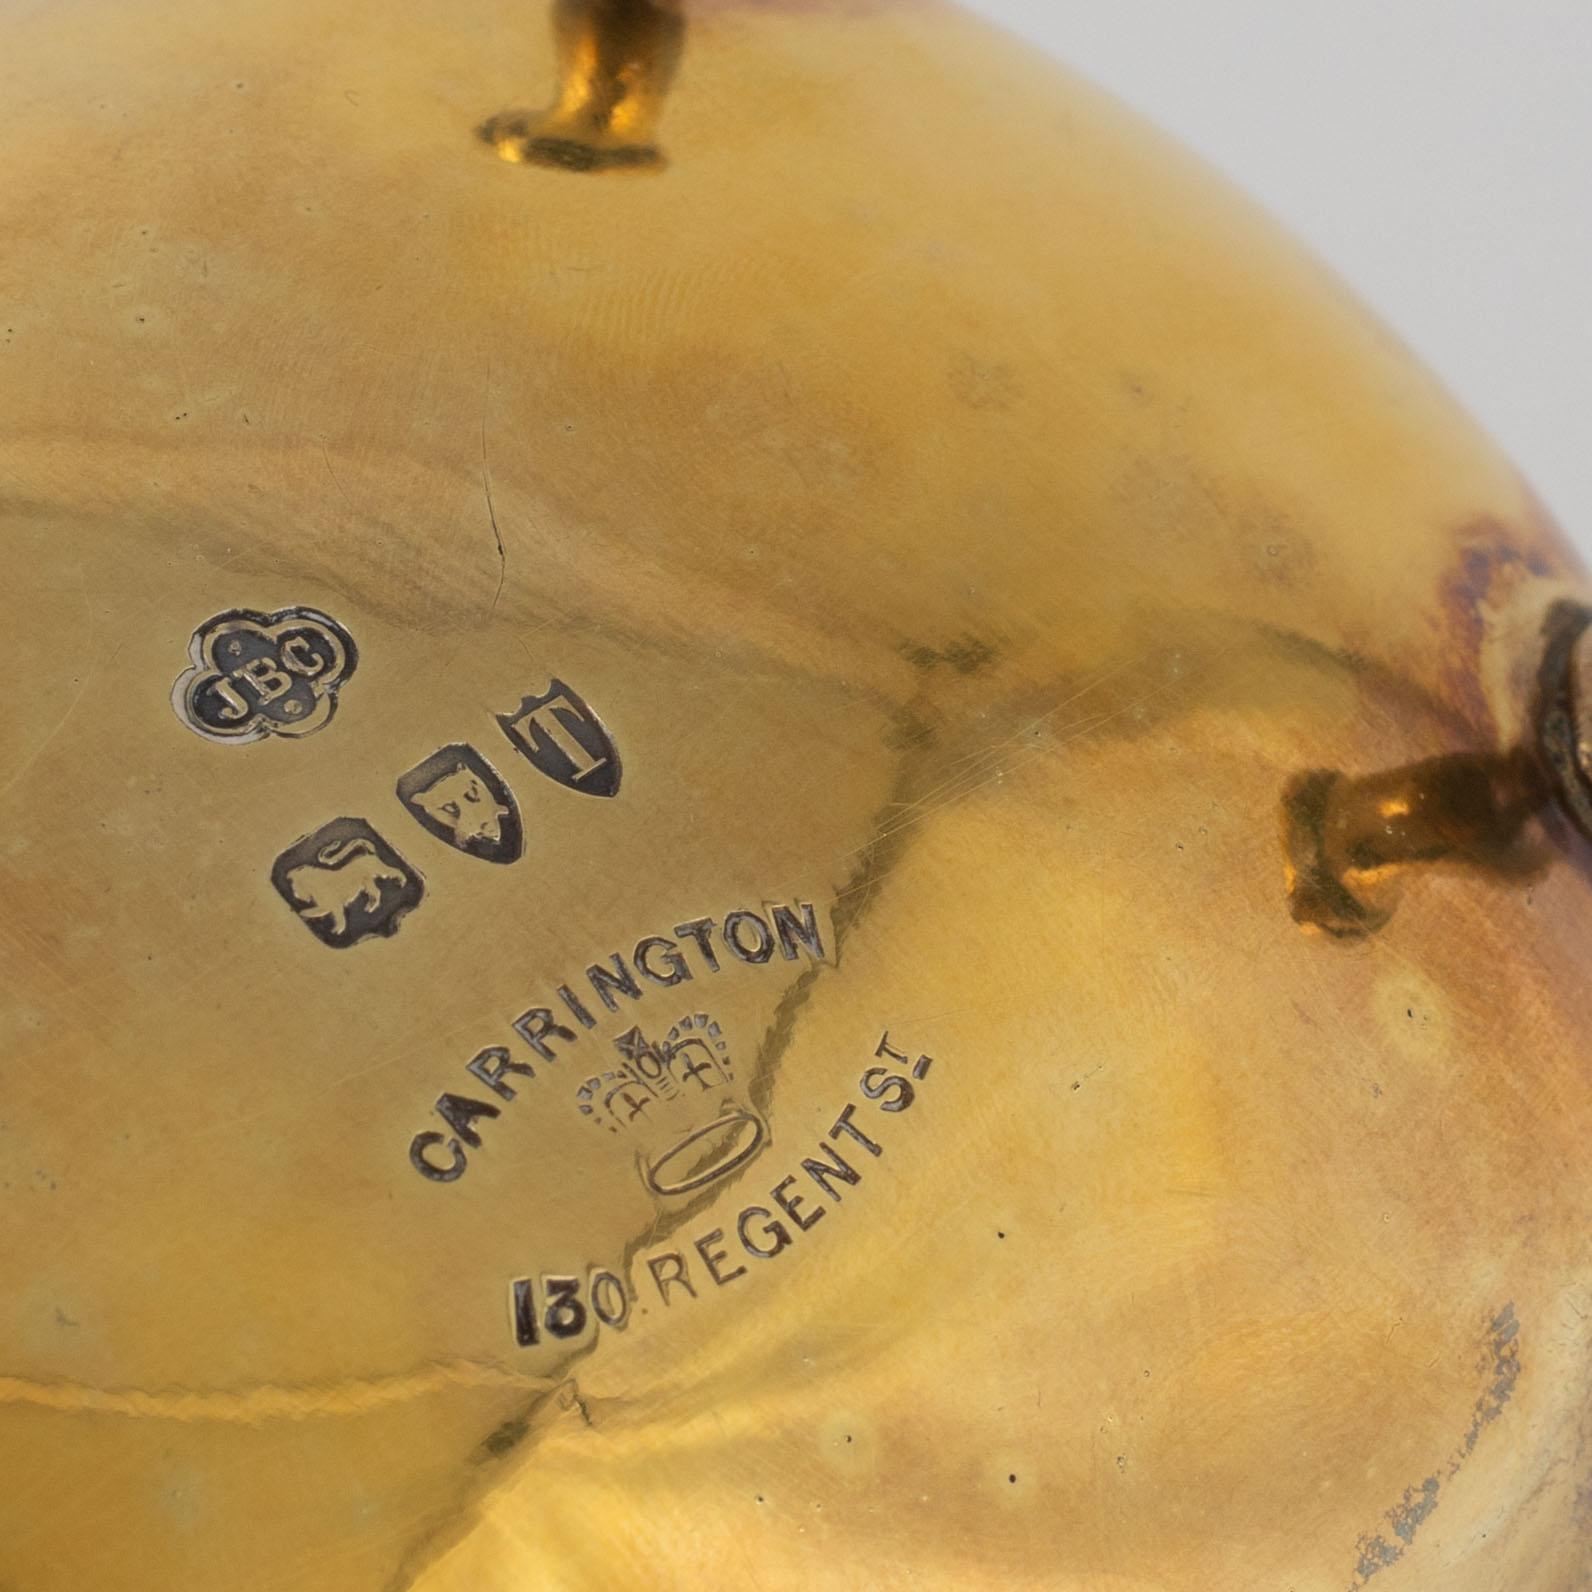 JBC
T
CARRINGTON
130.REGENT ST